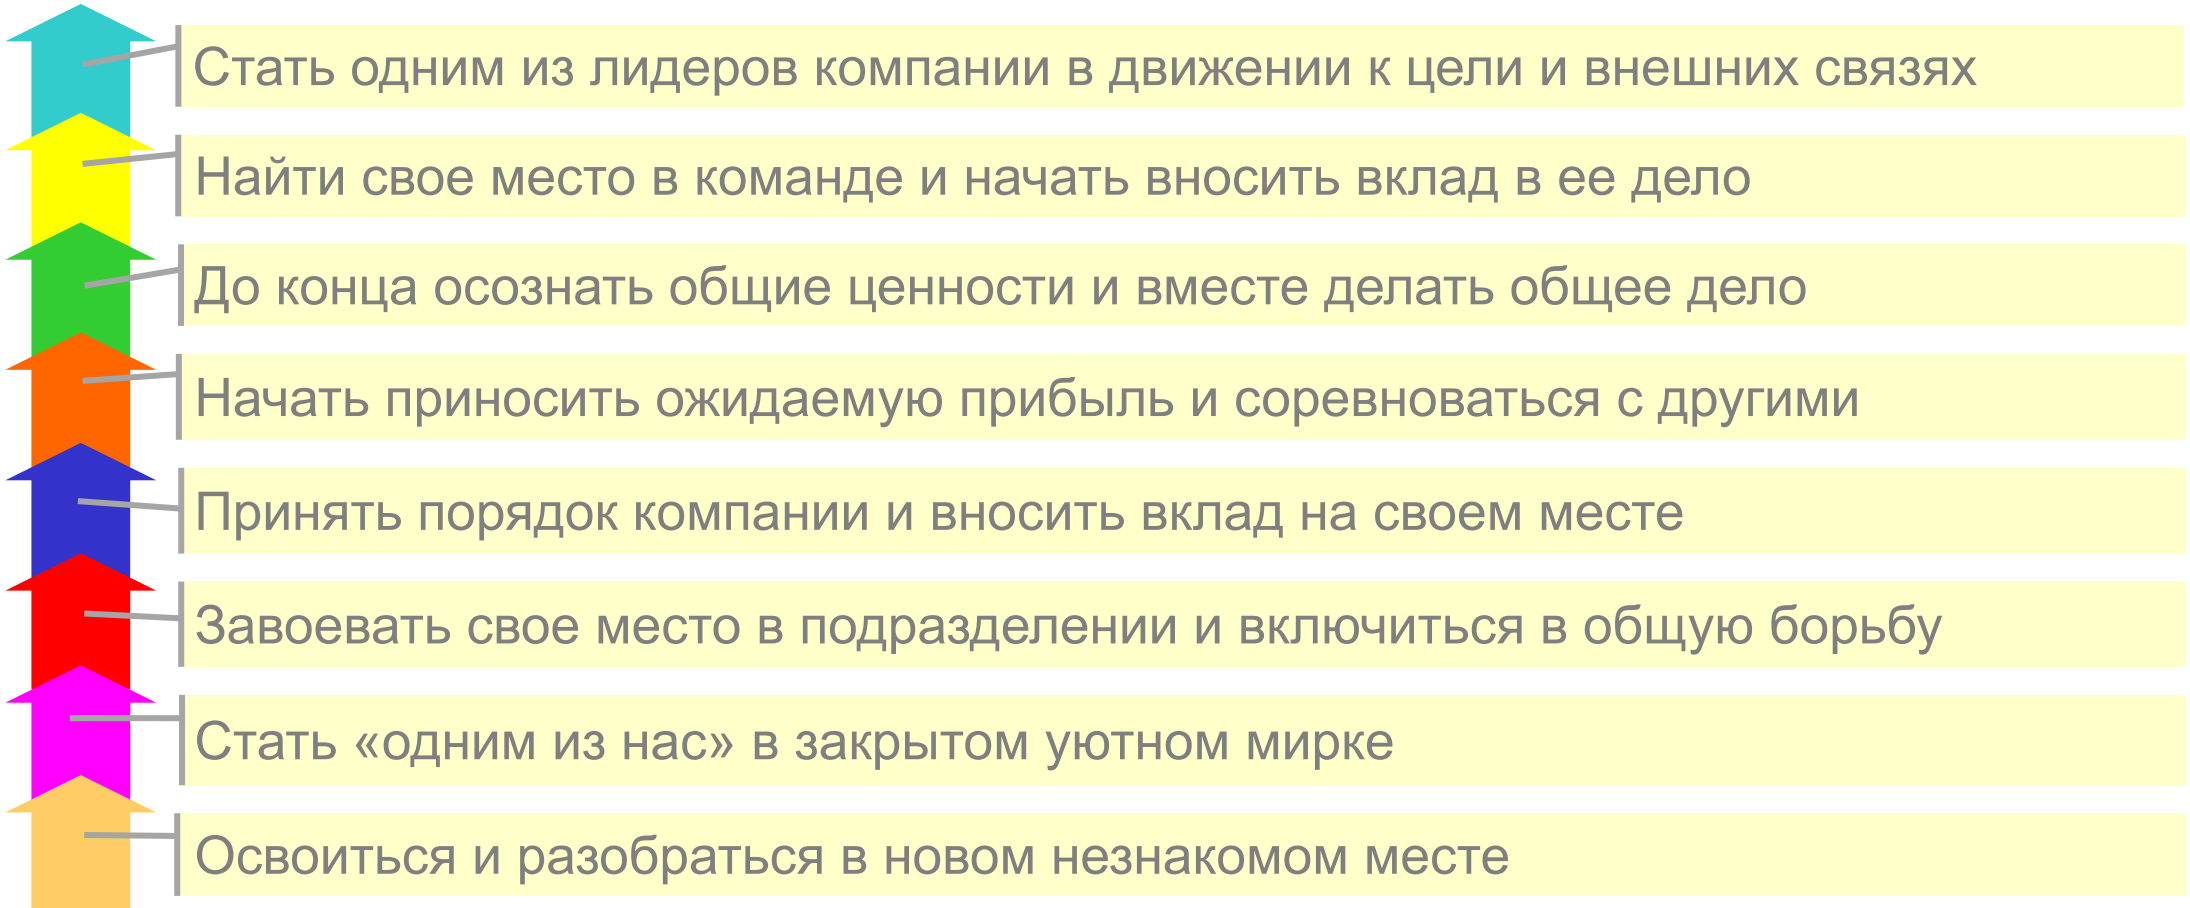 Стать одним из лидеров компании в движении к цели и внешних связях
Найти свое место в команде и начать вносить вклад в ее дело
До конца осознать общие ценности и вместе делать общее дело
Начать приносить ожидаемую прибыль и соревноваться с другими
Принять порядок компании и вносить вклад на своем месте
Завоевать свое место в подразделении и включиться в общую борьбу
Стать «одним из нас» в закрытом уютном мирке
Освоиться и разобраться в новом незнакомом месте